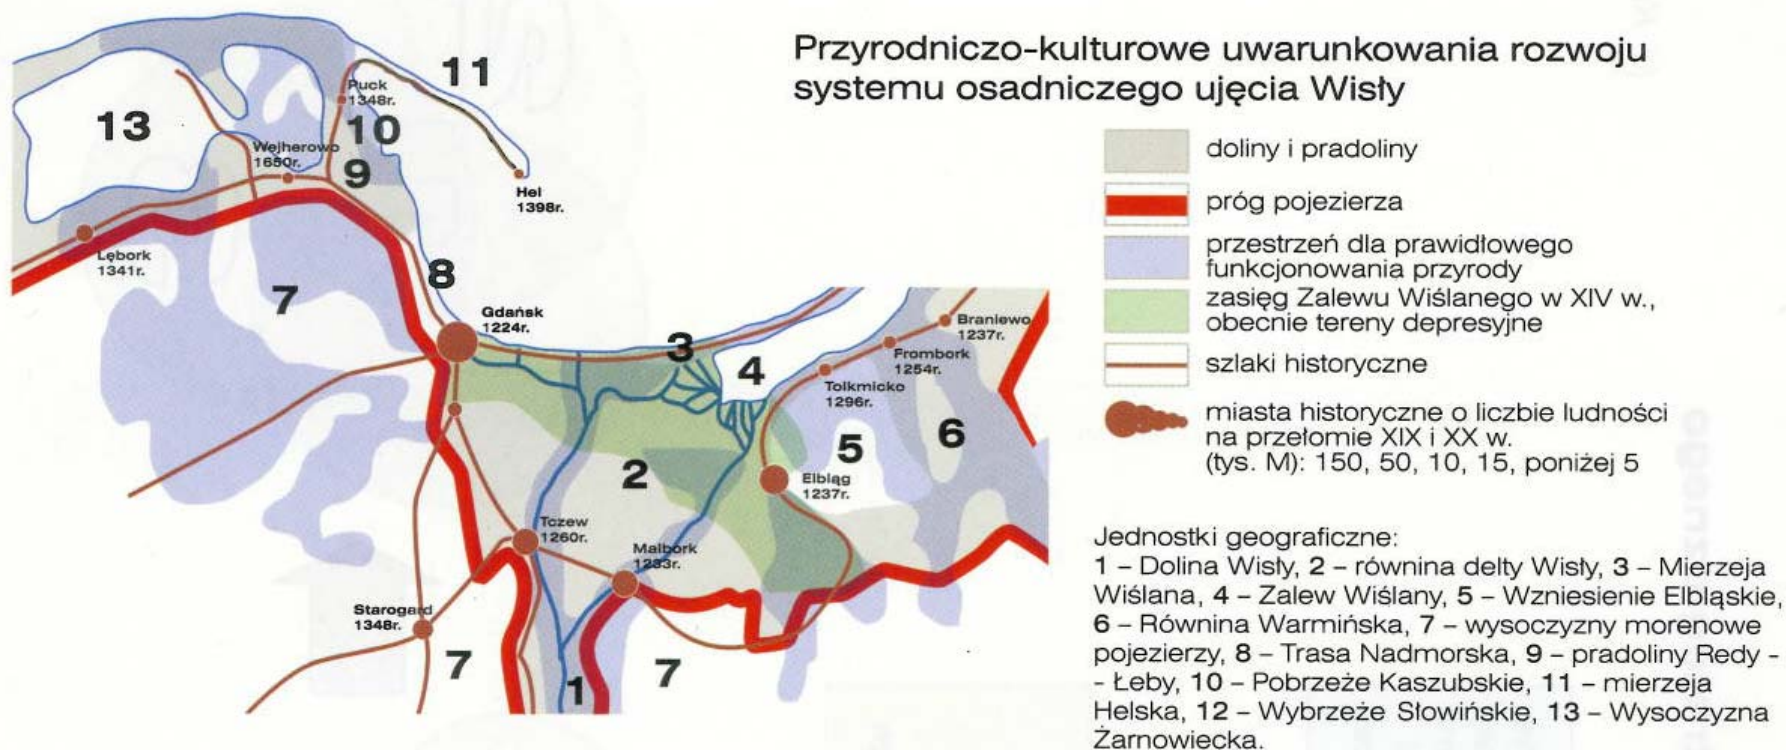 Przyrodniczo-kulturowe uwarunkowania rozwoju
systemu osadniczego ujęcia Wisły
doliny i pradoliny
próg pojezierza
przestrzeń dla prawidłowego
funkcjonowania przyrody
zasięg Zalewu Wiślanego w XIV w.,
obecnie tereny depresyjne
szlaki historyczne
miasta historyczne o liczbie ludności
na przełomie XIX i XX w.
(tys. M): 150, 50, 10, 15, poniżej 5
Jednostki geograficzne:
1 – Dolina Wisły, 2 – równina delty Wisły, 3 – Mierzeja
Wiślana, 4 – Zalew Wiślany, 5 – Wzniesienie Elbląskie,
6 – Równina Warmińska, 7 – wysoczyzny morenowe
pojezierzy, 8 – Trasa Nadmorska, 9 – pradoliny Redy -
- Łeby, 10 – Pobrzeże Kaszubskie, 11 – mierzeja
Helska, 12 – Wybrzeże Słowińskie, 13 – Wysoczyzna
Żarnowiecka.
11
Puck
1348r.
13
10
Wejherowo
1650r.
9
Hel
1398r.
Lębork
1341r.
8
7
Gdańsk
1224r.
3
4
Braniewo
1237r.
Frombork
1254r.
Tolkmicko
1296r.
5
6
2
Elbląg
1237r.
Tczew
1260r.
Malbork
1233r.
Starogard
1348r.
7
1
7